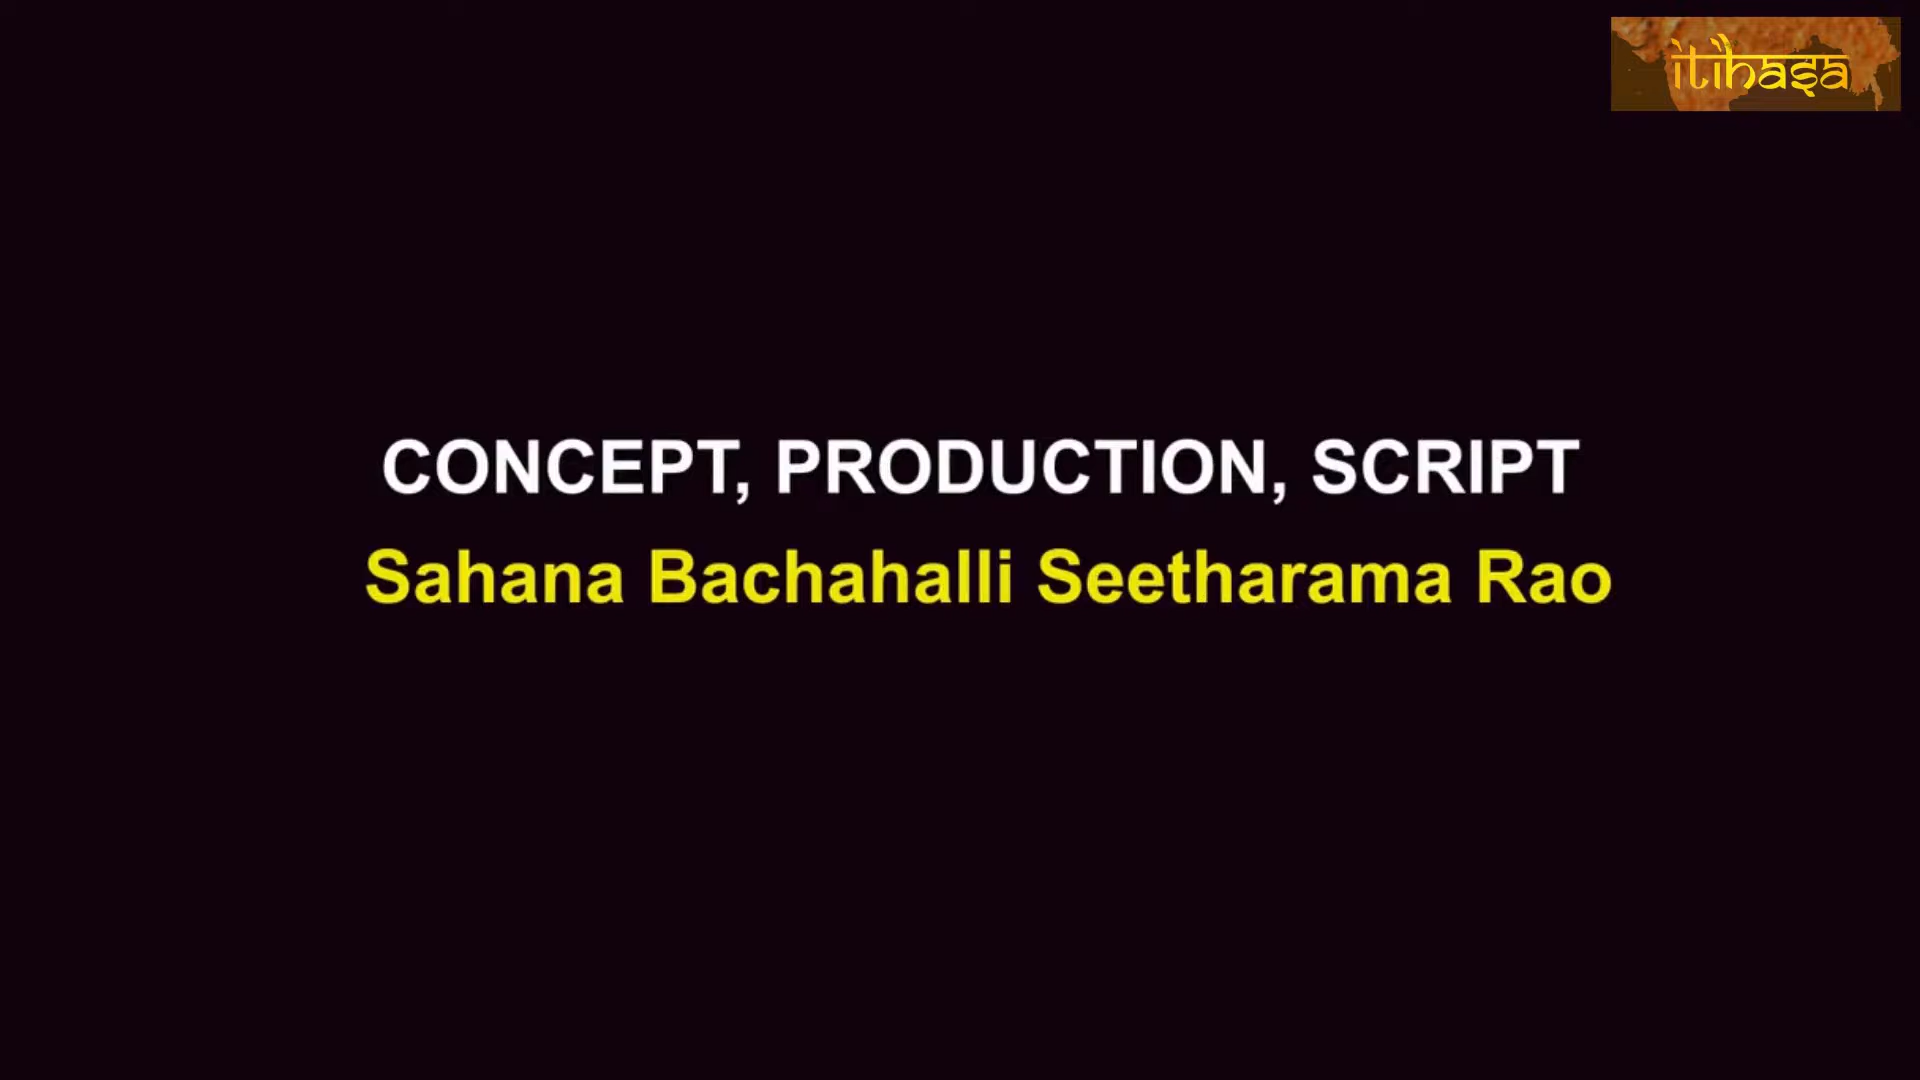 itihasa
CONCEPT, PRODUCTION, SCRIPT
Sahana Bachahalli Seetharama Rao